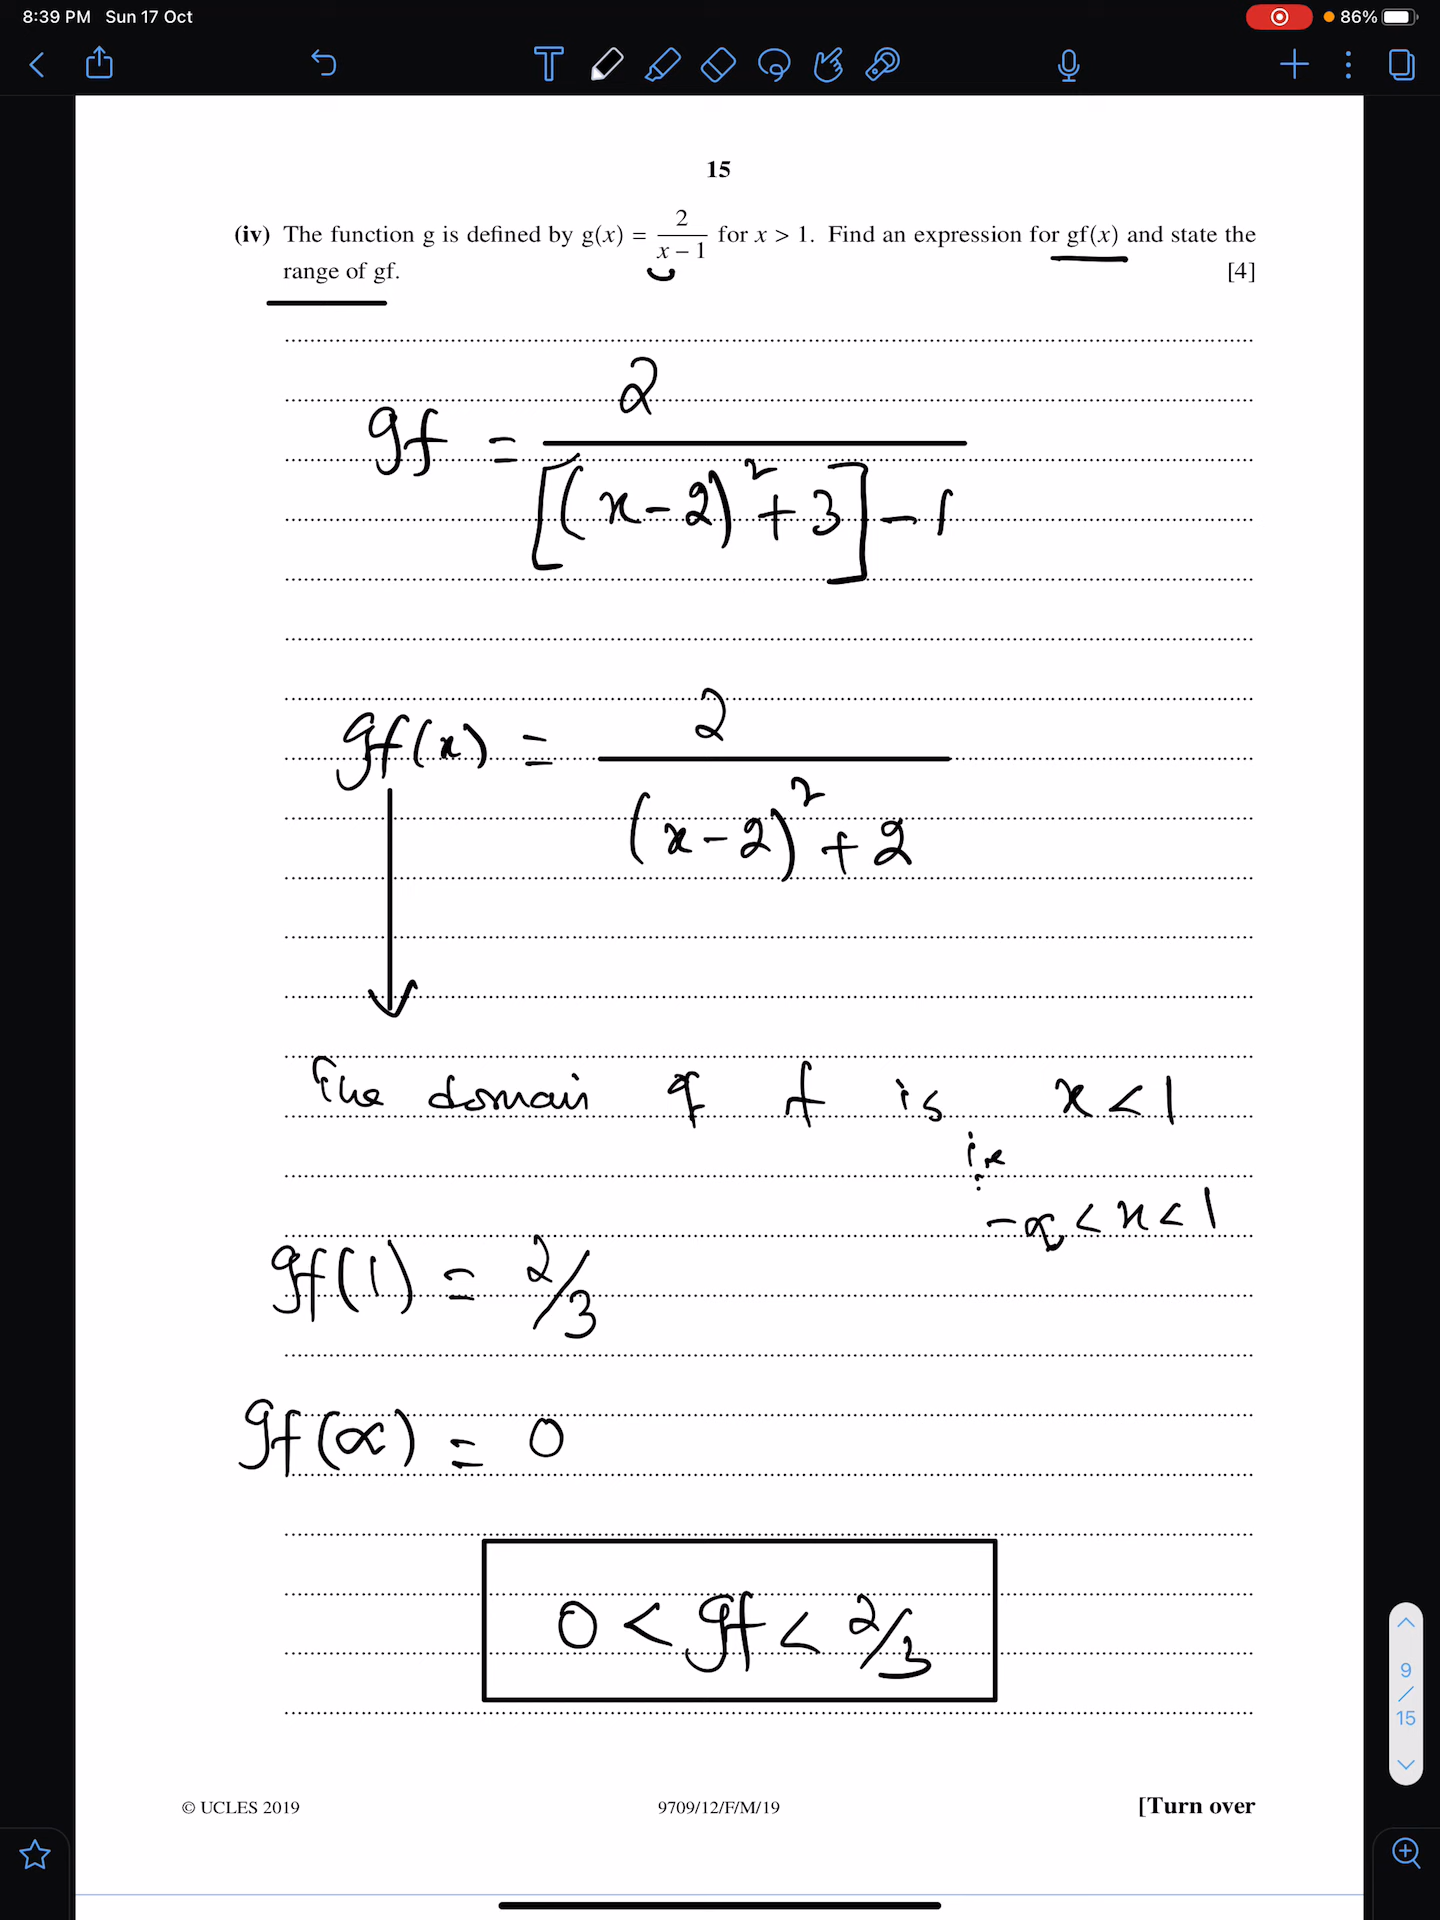 8:39 PM Sun 17 Oct
86%
15
(iv) The function g is defined by g(x) = 2/(x − 1) for x > 1. Find an expression for gf(x) and state the
range of gf. [4]
gf = 2/([(x-2)²+3]-1)
gf(x) = 2/((x-2)²+2)
The domain of f is x<1
ie
-∝<x<1
gf(1) = 2/3
gf(∝) = 0
0 < gf < 2/3
9
/
15
© UCLES 2019 9709/12/F/M/19 [Turn over